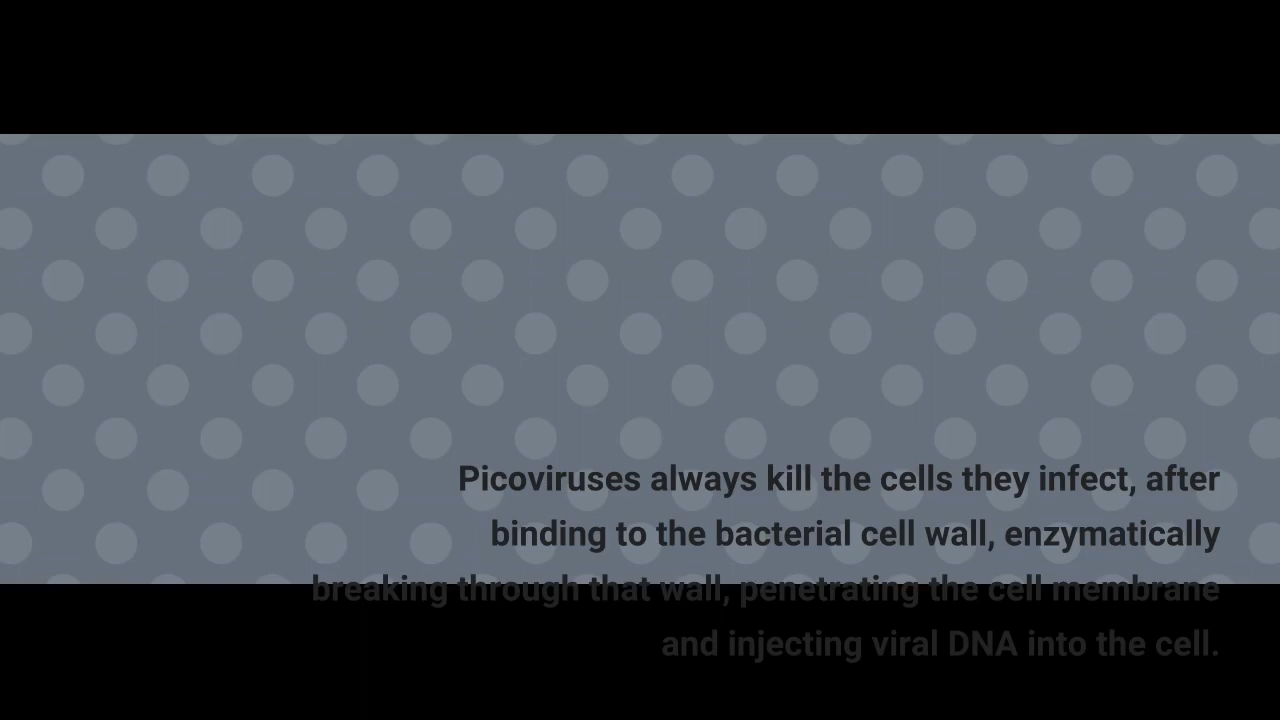 Picoviruses always kill the cells they infect, after
binding to the bacterial cell wall, enzymatically
breaking through that wall, penetrating the cell membrane
and injecting viral DNA into the cell.